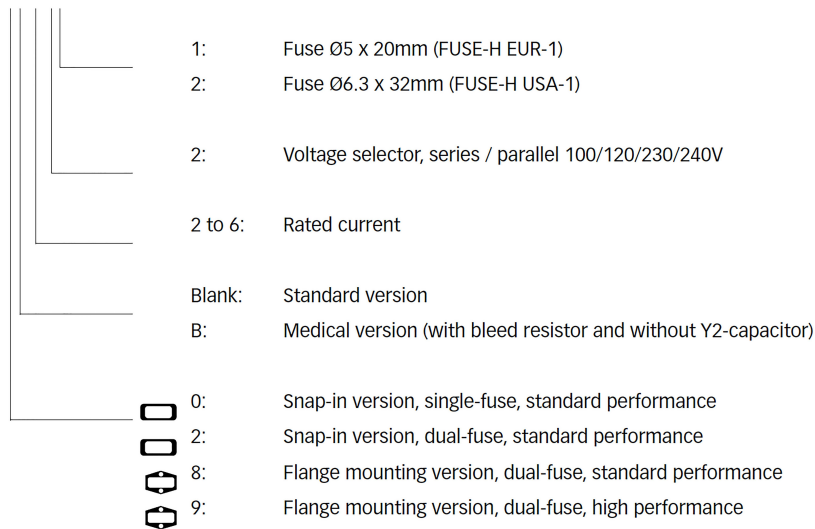 1: Fuse Ø5 x 20mm (FUSE-H EUR-1)
2: Fuse Ø6.3 x 32mm (FUSE-H USA-1)
2: Voltage selector, series / parallel 100/120/230/240V
2 to 6: Rated current
Blank: Standard version
B: Medical version (with bleed resistor and without Y2-capacitor)
0: Snap-in version, single-fuse, standard performance
2: Snap-in version, dual-fuse, standard performance
8: Flange mounting version, dual-fuse, standard performance
9: Flange mounting version, dual-fuse, high performance